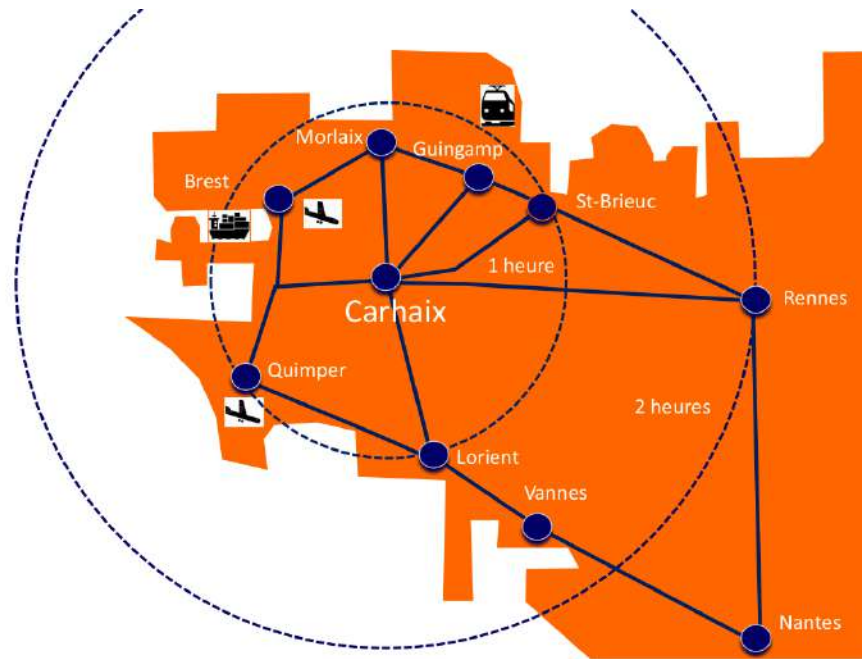 Morlaix
Guingamp
Brest
St-Brieuc
1 heure
Carhaix
Rennes
Quimper
2 heures
Lorient
Vannes
Nantes